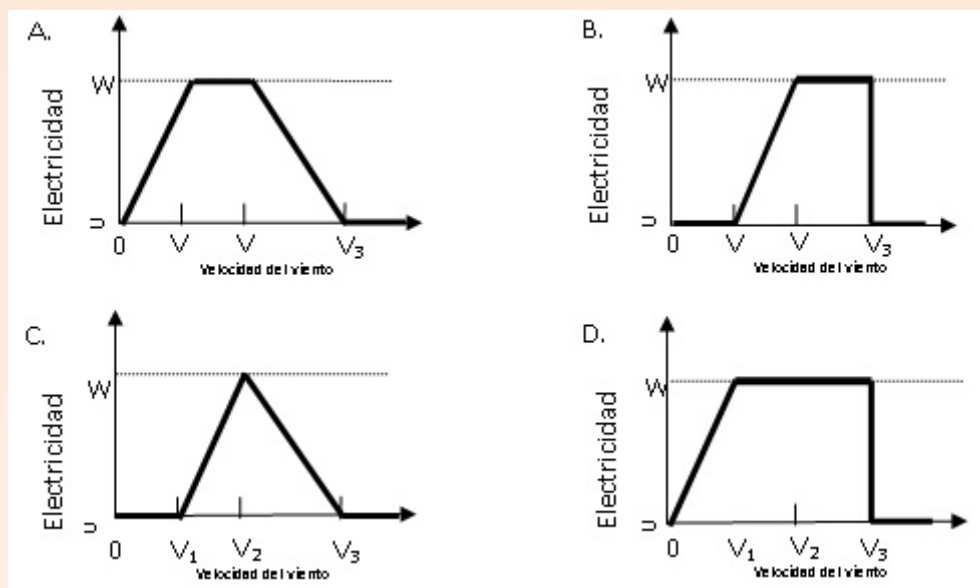 A.
W
Electricidad
0
V
V
V3
Velocidad del viento
B.
W
Electricidad
0
V
V
V3
Velocidad del viento
C.
W
Electricidad
0
V1
V2
V3
Velocidad del viento
D.
W
Electricidad
0
V1
V2
V3
Velocidad del viento